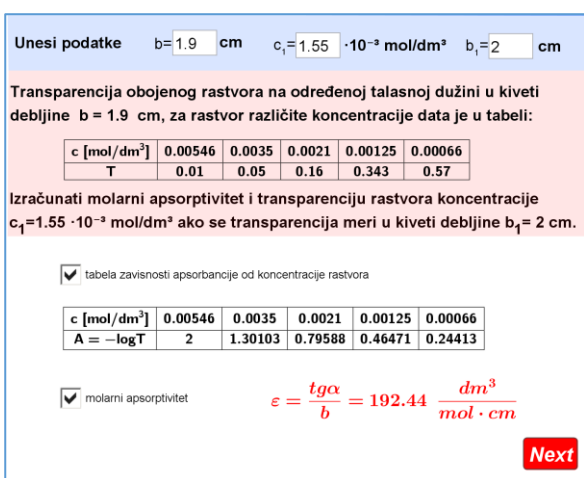 Unesi podatke b= 1.9 cm c₁= 1.55 ·10⁻³ mol/dm³ b₁= 2 cm
Transparencija obojenog rastvora na određenoj talasnoj dužini u kiveti
debljine b = 1.9 cm, za rastvor različite koncentracije data je u tabeli:
c [mol/dm³] 0.00546 0.0035 0.0021 0.00125 0.00066
T 0.01 0.05 0.16 0.343 0.57
Izračunati molarni apsorptivitet i transparenciju rastvora koncentracije
c₁=1.55 ·10⁻³ mol/dm³ ako se transparencija meri u kiveti debljine b₁= 2 cm.
tabela zavisnosti apsorbancije od koncentracije rastvora
c [mol/dm³] 0.00546 0.0035 0.0021 0.00125 0.00066
A = −logT 2 1.30103 0.79588 0.46471 0.24413
molarni apsorptivitet ε = tgα/b = 192.44 dm³/(mol · cm)
Next